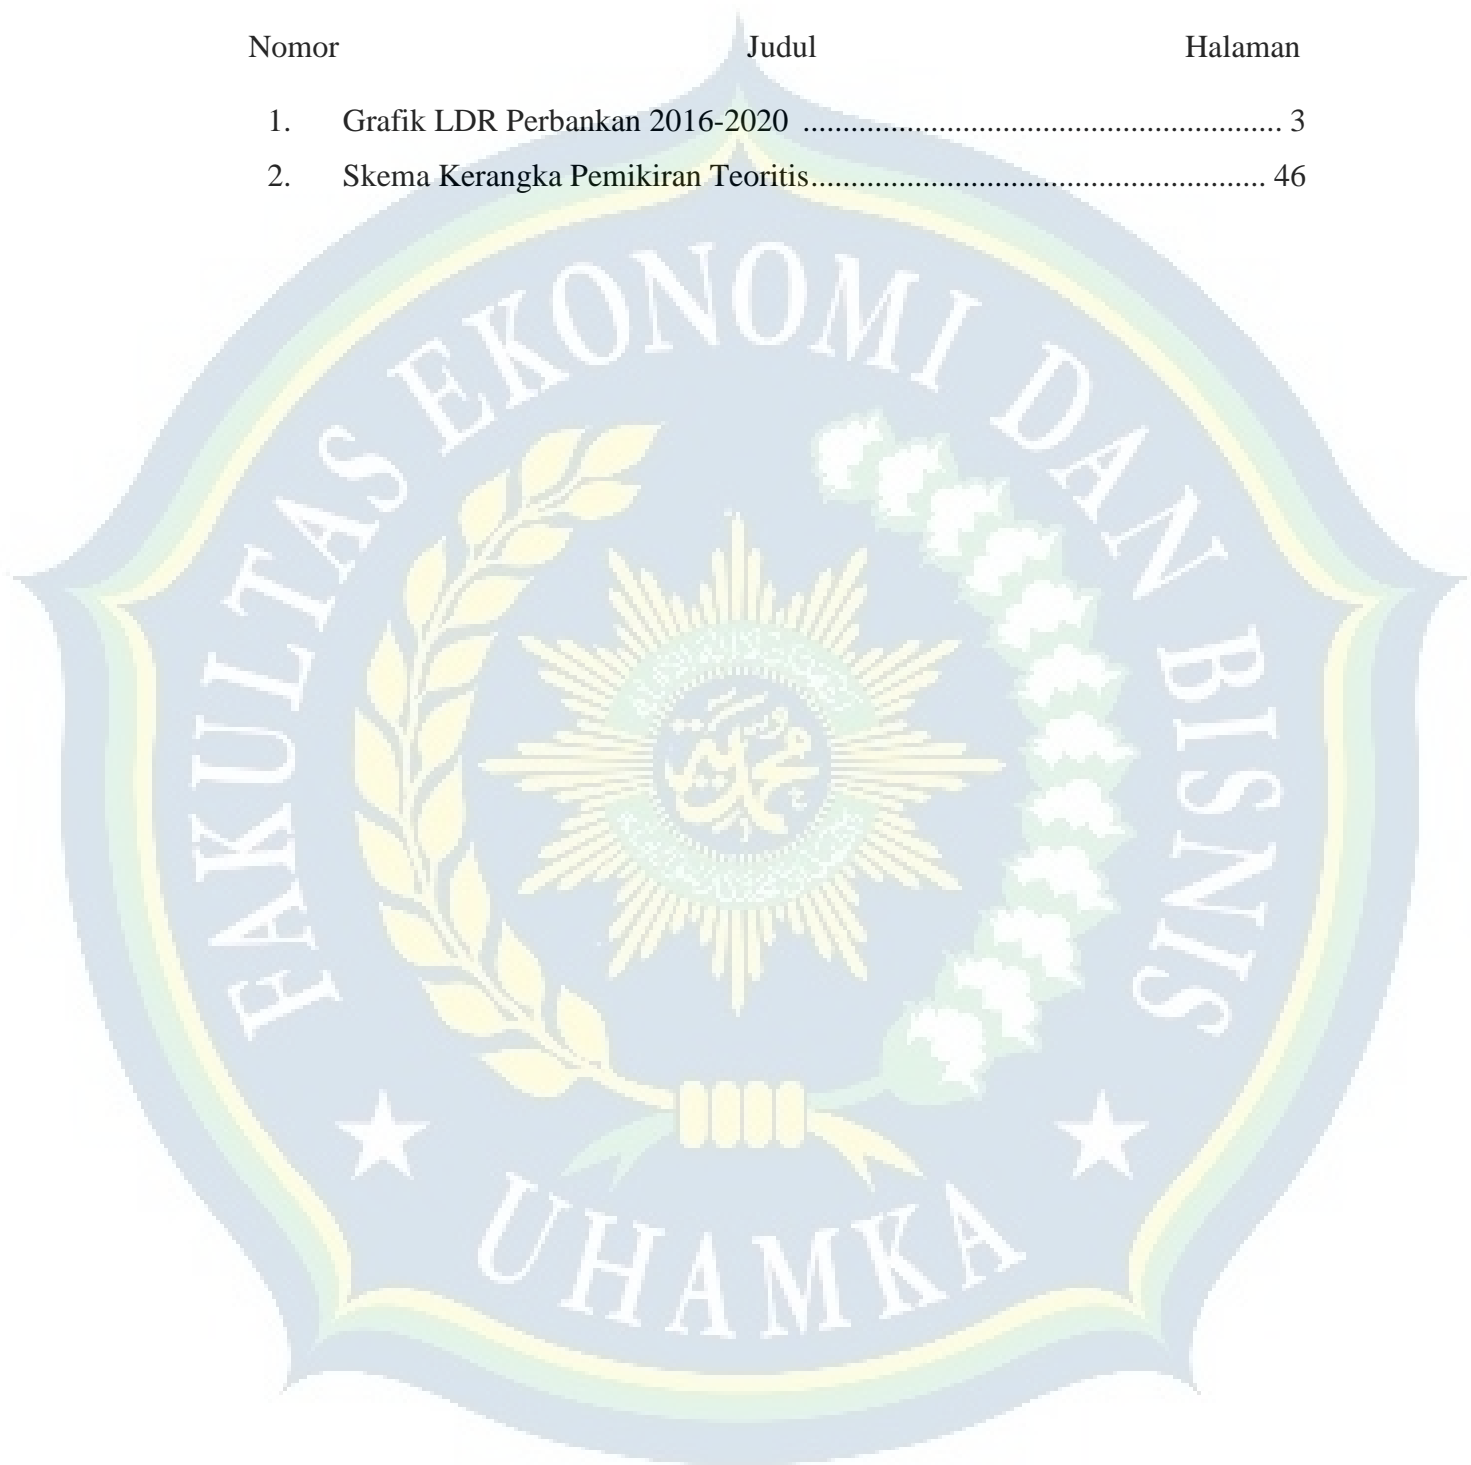 Nomor Judul Halaman
1. Grafik LDR Perbankan 2016-2020 ............................................................ 3
2. Skema Kerangka Pemikiran Teoritis......................................................... 46
FAKULTAS EKONOMI DAN BISNIS
محمدية
UHAMKA